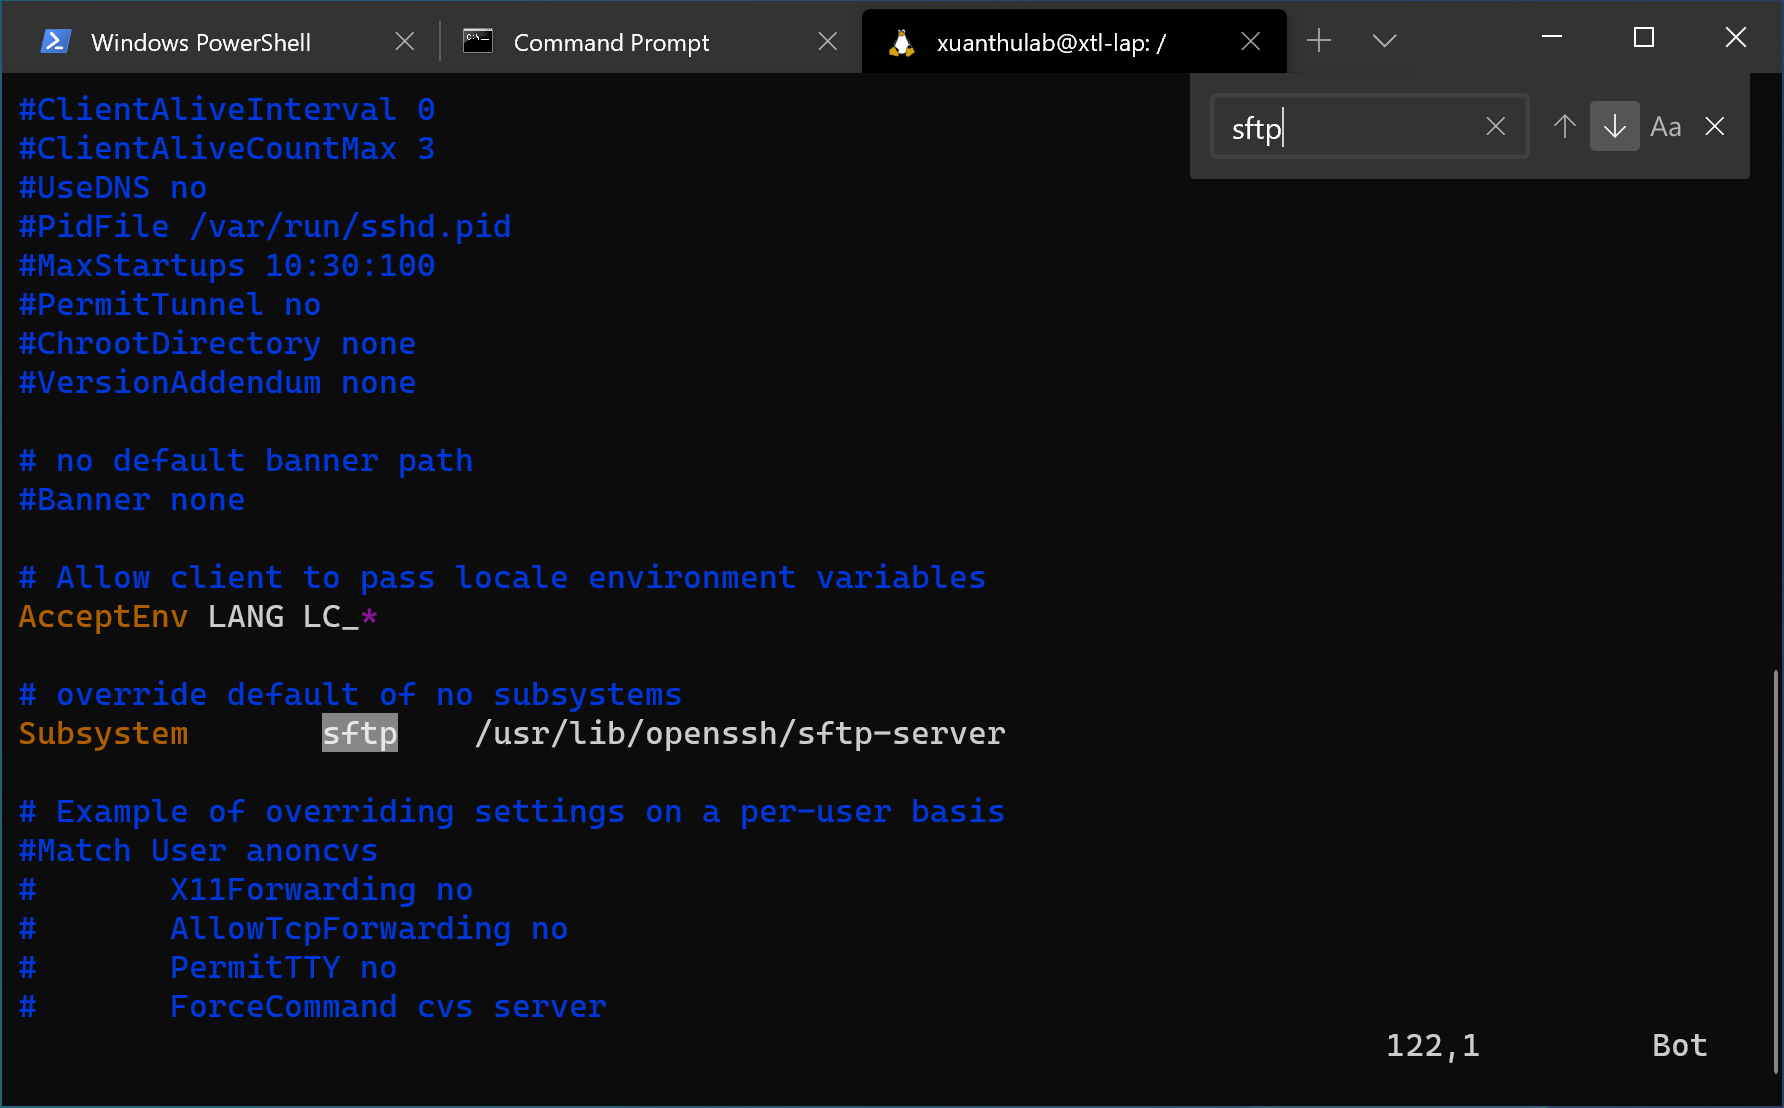 Windows PowerShell
Command Prompt
xuanthulab@xtl-lap: /
sftp
Aa
#ClientAliveInterval 0
#ClientAliveCountMax 3
#UseDNS no
#PidFile /var/run/sshd.pid
#MaxStartups 10:30:100
#PermitTunnel no
#ChrootDirectory none
#VersionAddendum none
# no default banner path
#Banner none
# Allow client to pass locale environment variables
AcceptEnv LANG LC_*
# override default of no subsystems
Subsystem       sftp    /usr/lib/openssh/sftp-server
# Example of overriding settings on a per-user basis
#Match User anoncvs
#       X11Forwarding no
#       AllowTcpForwarding no
#       PermitTTY no
#       ForceCommand cvs server
122,1         Bot